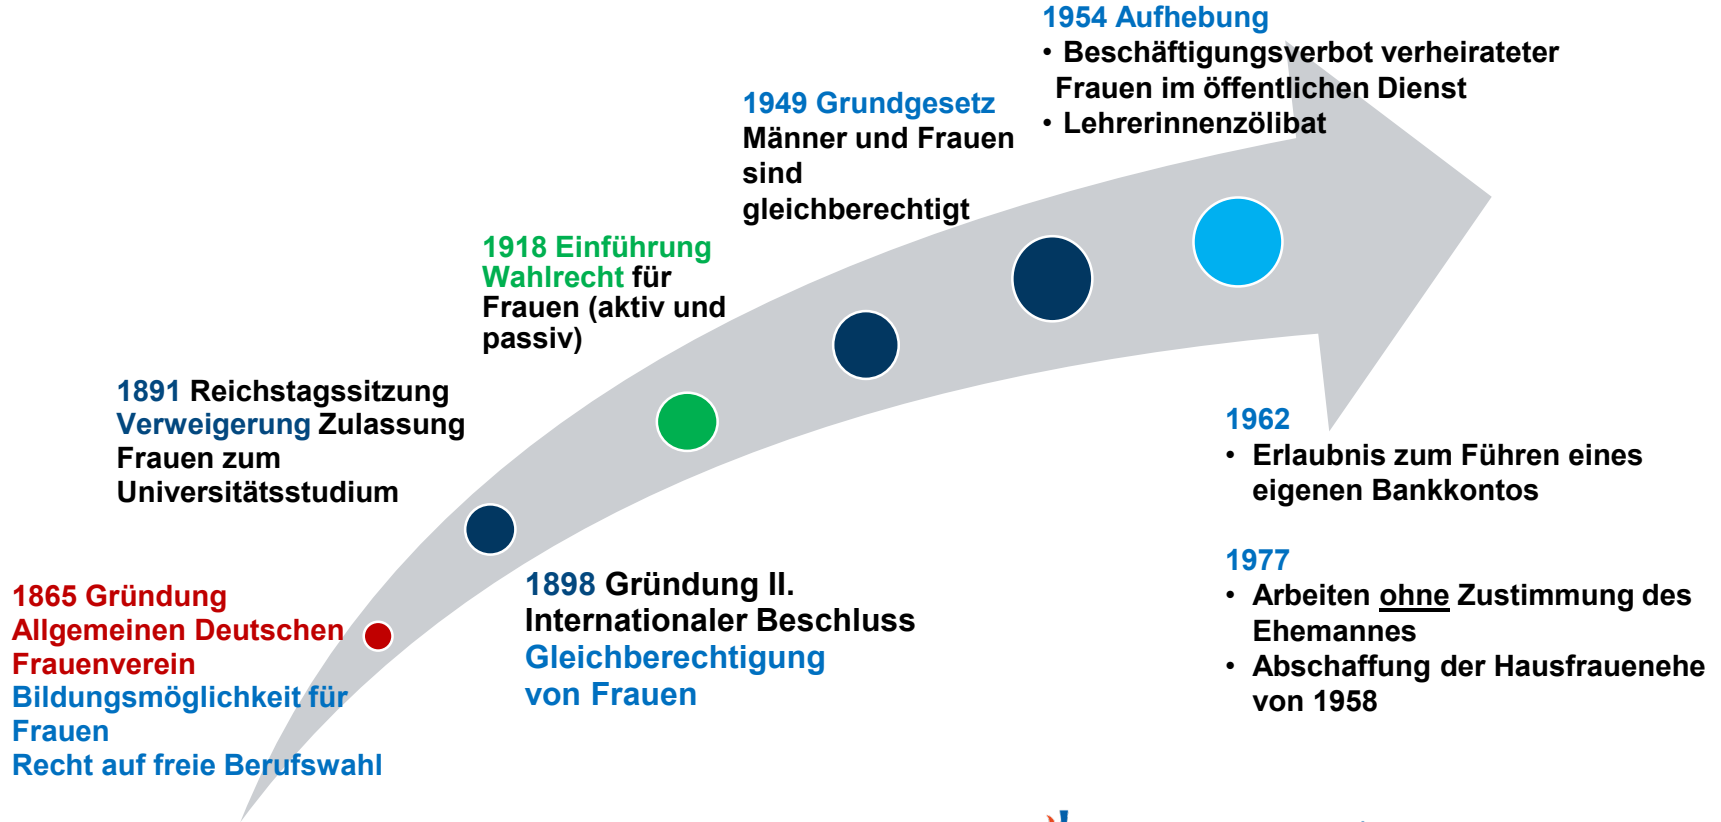 1954 Aufhebung
• Beschäftigungsverbot verheirateter
Frauen im öffentlichen Dienst
• Lehrerinnenzölibat
1949 Grundgesetz
Männer und Frauen
sind
gleichberechtigt
1918 Einführung
Wahlrecht für
Frauen (aktiv und
passiv)
1891 Reichstagssitzung
Verweigerung Zulassung
Frauen zum
Universitätsstudium
1865 Gründung
Allgemeinen Deutschen
Frauenverein
Bildungsmöglichkeit für
Frauen
Recht auf freie Berufswahl
1898 Gründung II.
Internationaler Beschluss
Gleichberechtigung
von Frauen
1962
• Erlaubnis zum Führen eines
eigenen Bankkontos
1977
• Arbeiten ohne Zustimmung des
Ehemannes
• Abschaffung der Hausfrauenehe
von 1958